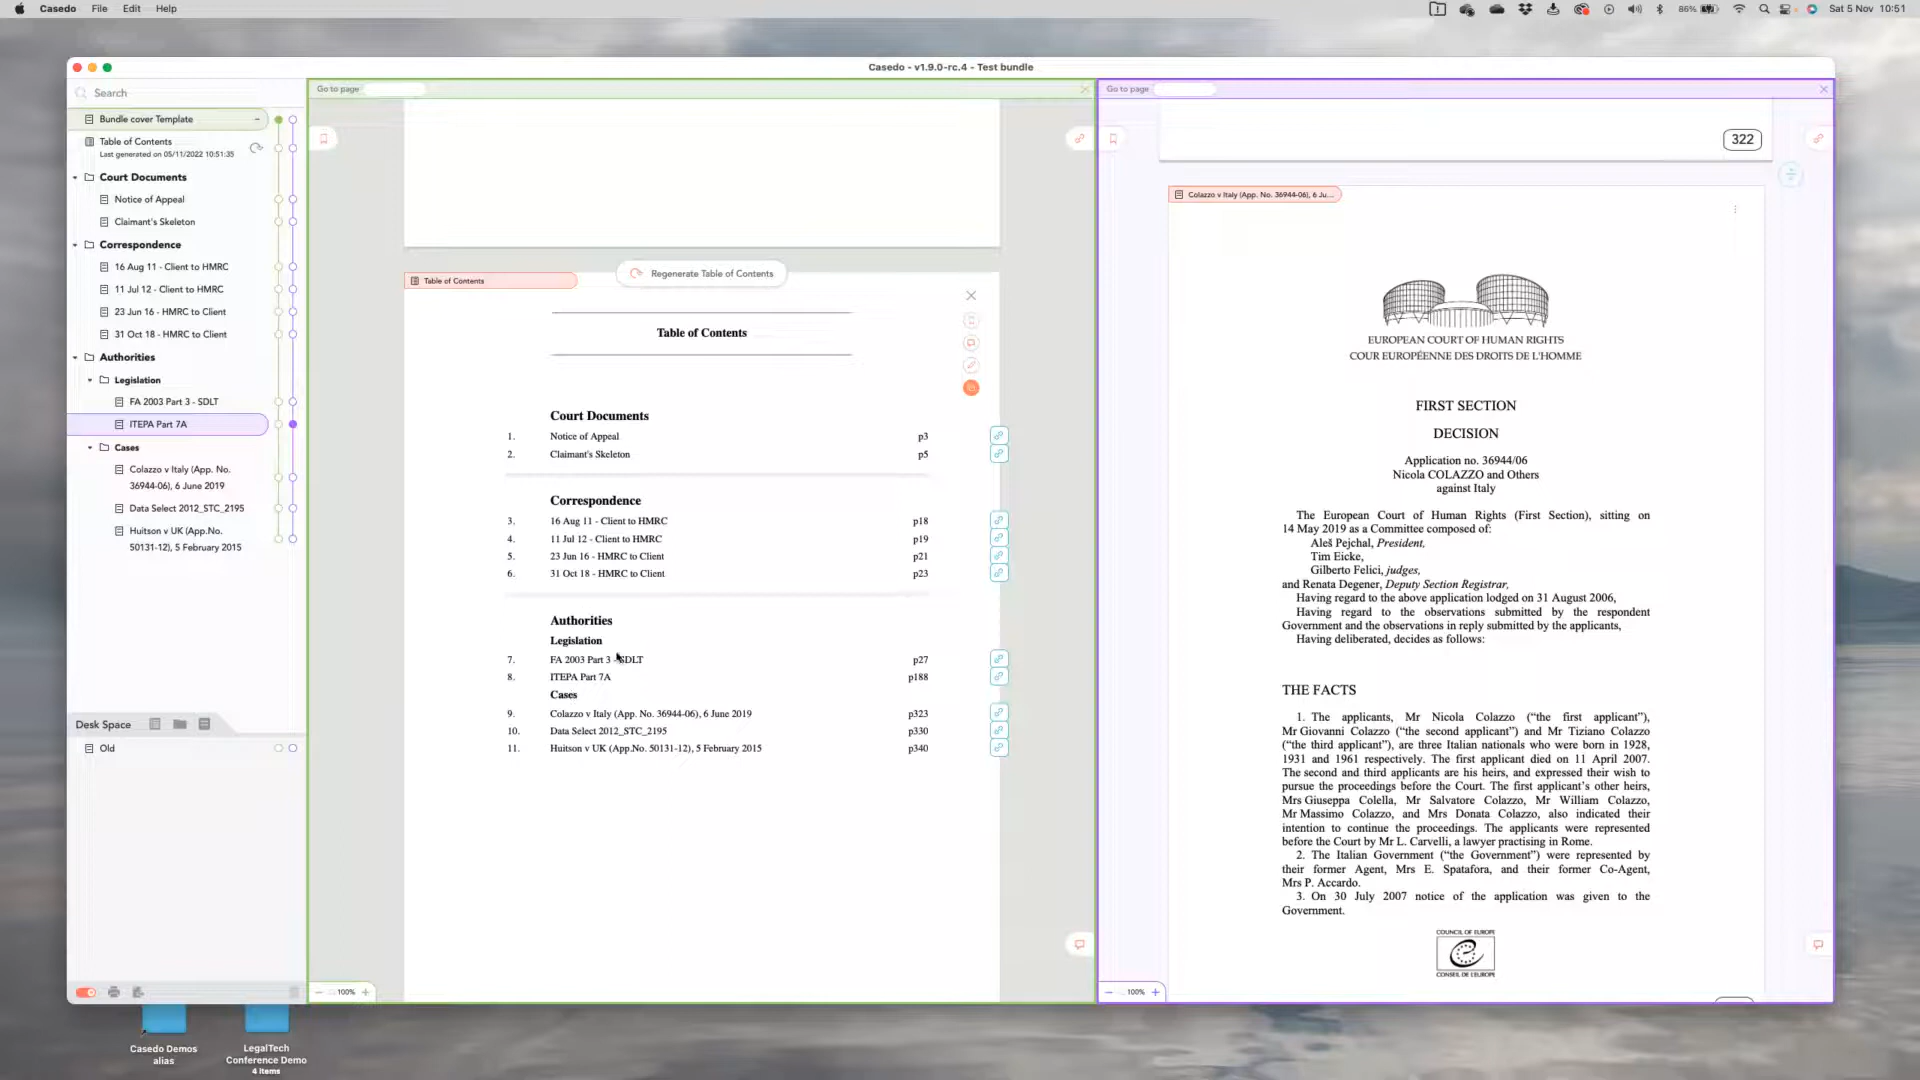 Casedo File Edit Help
86% Sat 5 Nov 10:51
Casedo - v1.9.0-rc.4 - Test bundle
Search
Bundle cover Template
Table of Contents
Last generated on 05/11/2022 10:51:35
Court Documents
Notice of Appeal
Claimant's Skeleton
Correspondence
16 Aug 11 - Client to HMRC
11 Jul 12 - Client to HMRC
23 Jun 16 - HMRC to Client
31 Oct 18 - HMRC to Client
Authorities
Legislation
FA 2003 Part 3 - SDLT
ITEPA Part 7A
Cases
Colazzo v Italy (App. No.
36944-06), 6 June 2019
Data Select 2012_STC_2195
Huitson v UK (App.No.
50131-12), 5 February 2015
Desk Space
Old
Go to page
Table of Contents
Regenerate Table of Contents
Table of Contents
Court Documents
1. Notice of Appeal p3
2. Claimant's Skeleton p5
Correspondence
3. 16 Aug 11 - Client to HMRC p18
4. 11 Jul 12 - Client to HMRC p19
5. 23 Jun 16 - HMRC to Client p21
6. 31 Oct 18 - HMRC to Client p23
Authorities
Legislation
7. FA 2003 Part 3 - SDLT p27
8. ITEPA Part 7A p188
Cases
9. Colazzo v Italy (App. No. 36944-06), 6 June 2019 p323
10. Data Select 2012_STC_2195 p330
11. Huitson v UK (App.No. 50131-12), 5 February 2015 p340
100%
Go to page
322
Colazzo v Italy (App. No. 36944-06), 6 Ju...
EUROPEAN COURT OF HUMAN RIGHTS
COUR EUROPÉENNE DES DROITS DE L'HOMME
FIRST SECTION
DECISION
Application no. 36944/06
Nicola COLAZZO and Others
against Italy
The European Court of Human Rights (First Section), sitting on
14 May 2019 as a Committee composed of:
Aleš Pejchal, President,
Tim Eicke,
Gilberto Felici, judges,
and Renata Degener, Deputy Section Registrar,
Having regard to the above application lodged on 31 August 2006,
Having regard to the observations submitted by the respondent
Government and the observations in reply submitted by the applicants,
Having deliberated, decides as follows:
THE FACTS
1. The applicants, Mr Nicola Colazzo (“the first applicant”),
Mr Giovanni Colazzo (“the second applicant”) and Mr Tiziano Colazzo
(“the third applicant”), are three Italian nationals who were born in 1928,
1931 and 1961 respectively. The first applicant died on 11 April 2007.
The second and third applicants are his heirs, and expressed their wish to
pursue the proceedings before the Court. The first applicant’s other heirs,
Mrs Giuseppa Colella, Mr Salvatore Colazzo, Mr William Colazzo,
Mr Massimo Colazzo, and Mrs Donata Colazzo, also indicated their
intention to continue the proceedings. The applicants were represented
before the Court by Mr L. Carvelli, a lawyer practising in Rome.
2. The Italian Government (“the Government”) were represented by
their former Agent, Mrs E. Spatafora, and their former Co-Agent,
Mrs P. Accardo.
3. On 30 July 2007 notice of the application was given to the
Government.
COUNCIL OF EUROPE
CONSEIL DE L'EUROPE
100%
Casedo Demos
alias
LegalTech
Conference Demo
4 items